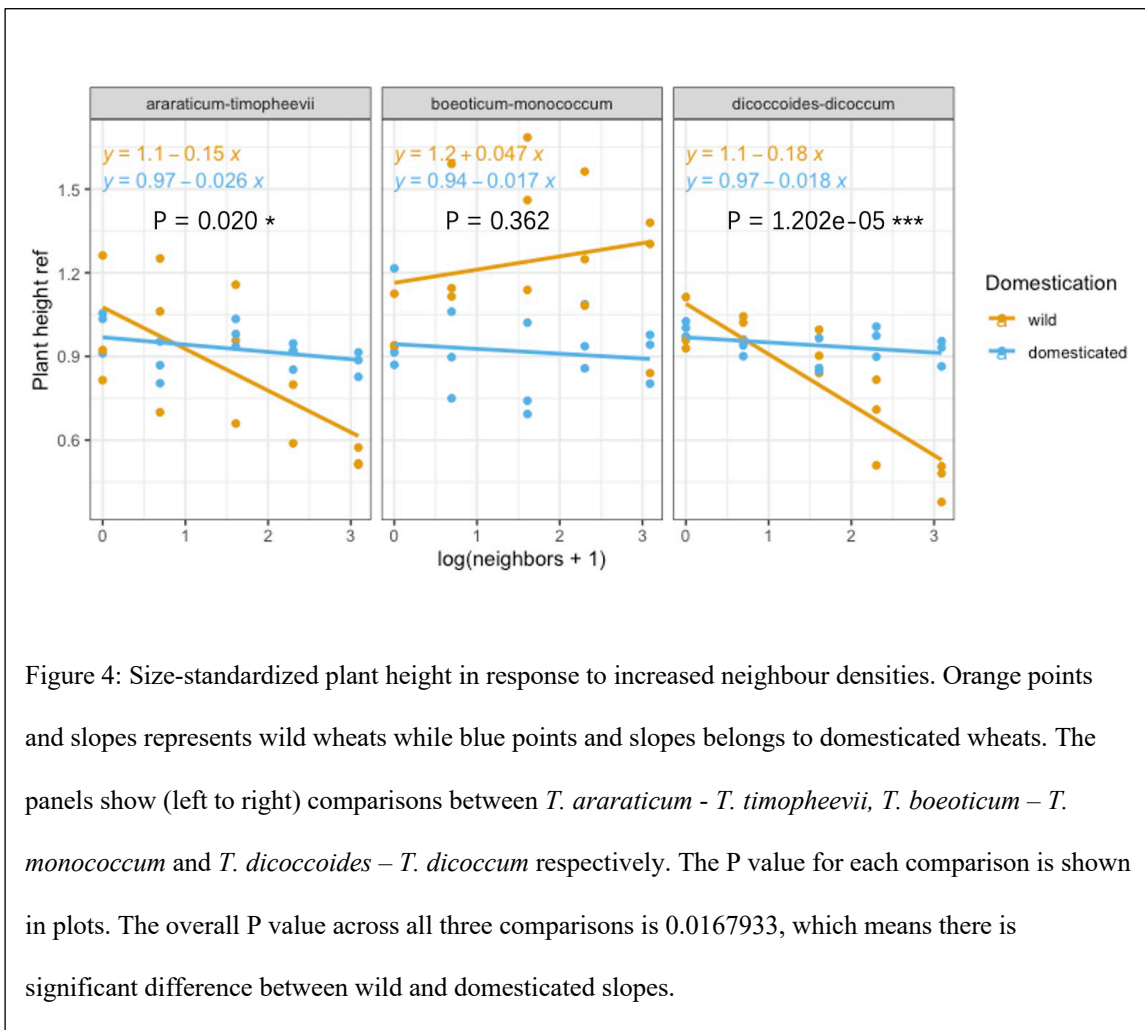 araraticum-timopheevii
boeoticum-monococcum
dicoccoides-dicoccum
y = 1.1 – 0.15 x
y = 0.97 – 0.026 x
P = 0.020 *
y = 1.2 + 0.047 x
y = 0.94 – 0.017 x
P = 0.362
y = 1.1 – 0.18 x
y = 0.97 – 0.018 x
P = 1.202e-05 ***
1.5
1.2
0.9
0.6
Plant height ref
0 1 2 3
0 1 2 3
0 1 2 3
log(neighbors + 1)
Domestication
wild
domesticated
Figure 4: Size-standardized plant height in response to increased neighbour densities. Orange points
and slopes represents wild wheats while blue points and slopes belongs to domesticated wheats. The
panels show (left to right) comparisons between T. araraticum - T. timopheevii, T. boeoticum – T.
monococcum and T. dicoccoides – T. dicoccum respectively. The P value for each comparison is shown
in plots. The overall P value across all three comparisons is 0.0167933, which means there is
significant difference between wild and domesticated slopes.